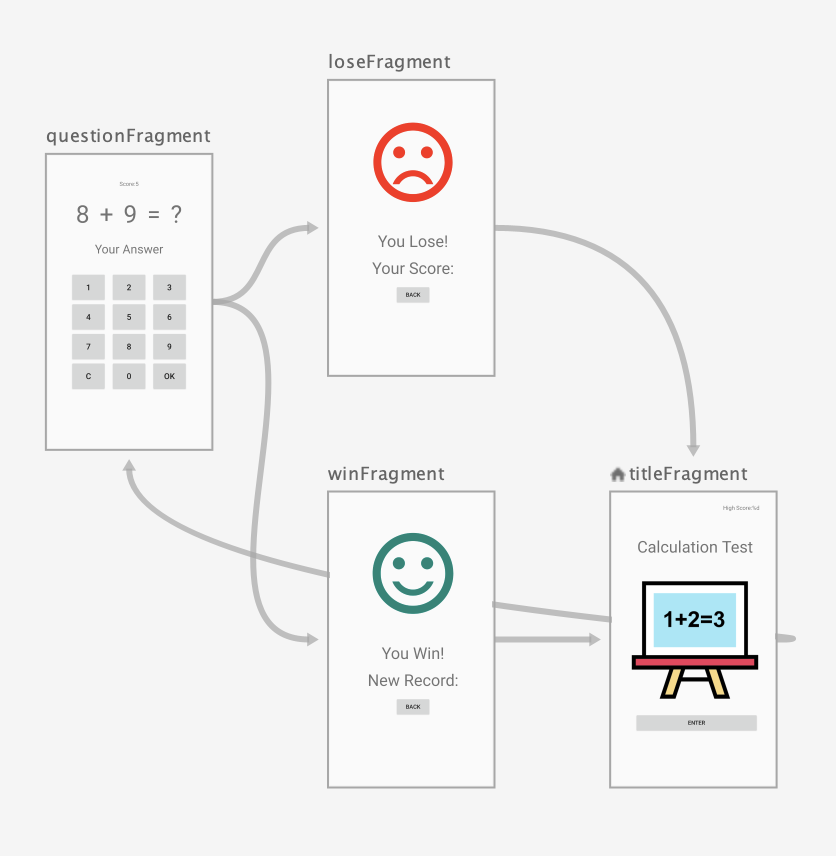 loseFragment
You Lose!
Your Score:
BACK
questionFragment
Score:5
8 + 9 = ?
Your Answer
1 2 3
4 5 6
7 8 9
C 0 OK
winFragment
You Win!
New Record:
BACK
titleFragment
High Score:%d
Calculation Test
1+2=3
ENTER